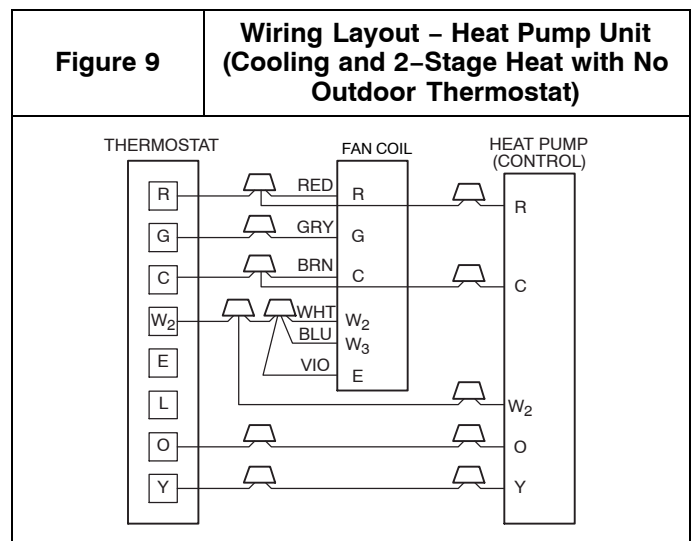 Figure 9
Wiring Layout – Heat Pump Unit
(Cooling and 2–Stage Heat with No
Outdoor Thermostat)
THERMOSTAT
FAN COIL
HEAT PUMP
(CONTROL)
R
RED
R
R
G
GRY
G
C
BRN
C
C
W2
WHT
W2
BLU
W3
E
VIO
E
L
W2
O
O
Y
Y